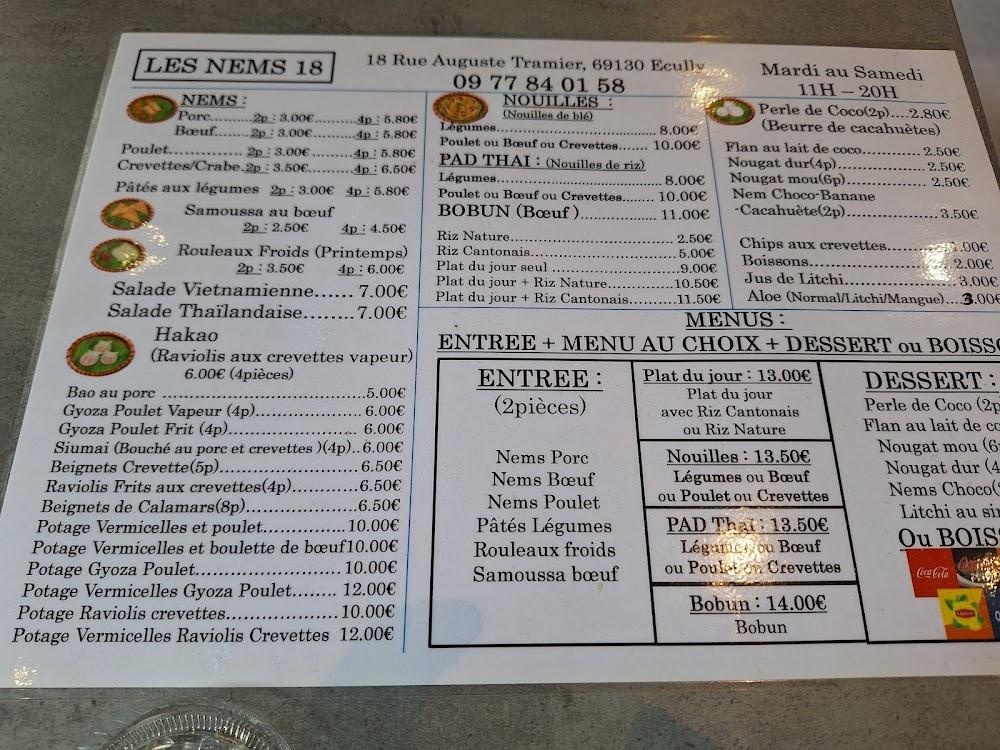 LES NEMS 18
18 Rue Auguste Tramier, 69130 Ecully
09 77 84 01 58
Mardi au Samedi
11H – 20H
NEMS :
Porc...............2p : 3.00€..........4p : 5.80€
Bœuf..............2p : 3.00€..........4p : 5.80€
Poulet..............2p : 3.00€..........4p : 5.80€
Crevettes/Crabe.2p : 3.50€..........4p : 6.50€
Pâtés aux légumes 2p : 3.00€ 4p : 5.80€
Samoussa au bœuf
2p : 2.50€ 4p : 4.50€
Rouleaux Froids (Printemps)
2p : 3.50€ 4p : 6.00€
Salade Vietnamienne...... 7.00€
Salade Thaïlandaise.......7.00€
Hakao
(Raviolis aux crevettes vapeur)
6.00€ (4pièces)
Bao au porc ..............................5.00€
Gyoza Poulet Vapeur (4p)................ 6.00€
Gyoza Poulet Frit (4p)................... 6.00€
Siumai (Bouché au porc et crevettes )(4p)..6.00€
Beignets Crevette(5p)........................6.50€
Raviolis Frits aux crevettes(4p)...........6.50€
Beignets de Calamars(8p)...................6.50€
Potage Vermicelles et poulet.............10.00€
Potage Vermicelles et boulette de bœuf10.00€
Potage Gyoza Poulet.....................10.00€
Potage Vermicelles Gyoza Poulet........ 12.00€
Potage Raviolis crevettes...................10.00€
Potage Vermicelles Raviolis Crevettes 12.00€
NOUILLES :
(Nouilles de blé)
Légumes............................ 8.00€
Poulet ou Bœuf ou Crevettes....... 10.00€
PAD THAI : (Nouilles de riz)
Légumes.............................8.00€
Poulet ou Bœuf ou Crevettes....... 10.00€
BOBUN (Bœuf )................ 11.00€
Riz Nature............................2.50€
Riz Cantonais........................5.00€
Plat du jour seul ....................9.00€
Plat du jour + Riz Nature..........10.50€
Plat du jour + Riz Cantonais.......11.50€
Perle de Coco(2p)....2.80€
(Beurre de cacahuètes)
Flan au lait de coco........... 2.50€
Nougat dur(4p)................. 2.50€
Nougat mou(6p)................ 2.50€
Nem Choco-Banane
-Cacahuète(2p)...................3.50€
Chips aux crevettes...........1.00€
Boissons.........................2.00€
Jus de Litchi...................3.00€
Aloe (Normal/Litchi/Mangue)....3.00€
MENUS :
ENTREE + MENU AU CHOIX + DESSERT ou BOISSO
ENTREE :
(2pièces)
Nems Porc
Nems Bœuf
Nems Poulet
Pâtés Légumes
Rouleaux froids
Samoussa bœuf
Plat du jour : 13.00€
Plat du jour
avec Riz Cantonais
ou Riz Nature
Nouilles : 13.50€
Légumes ou Bœuf
ou Poulet ou Crevettes
PAD Thaï : 13.50€
Légumes ou Bœuf
ou Poulet ou Crevettes
Bobun : 14.00€
Bobun
DESSERT :
Perle de Coco (2p
Flan au lait de co
Nougat mou (6
Nougat dur (4
Nems Choco(
Litchi au si
Ou BOISS
Coca-Cola
Lipton